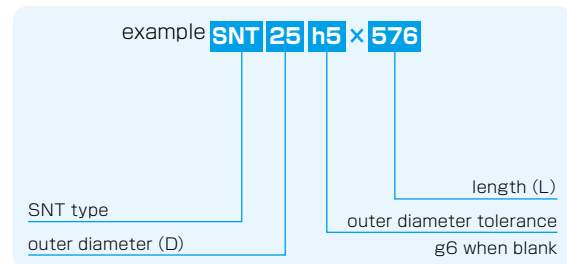 example SNT 25 h5 × 576
length (L)
SNT type
outer diameter tolerance
outer diameter (D)
g6 when blank